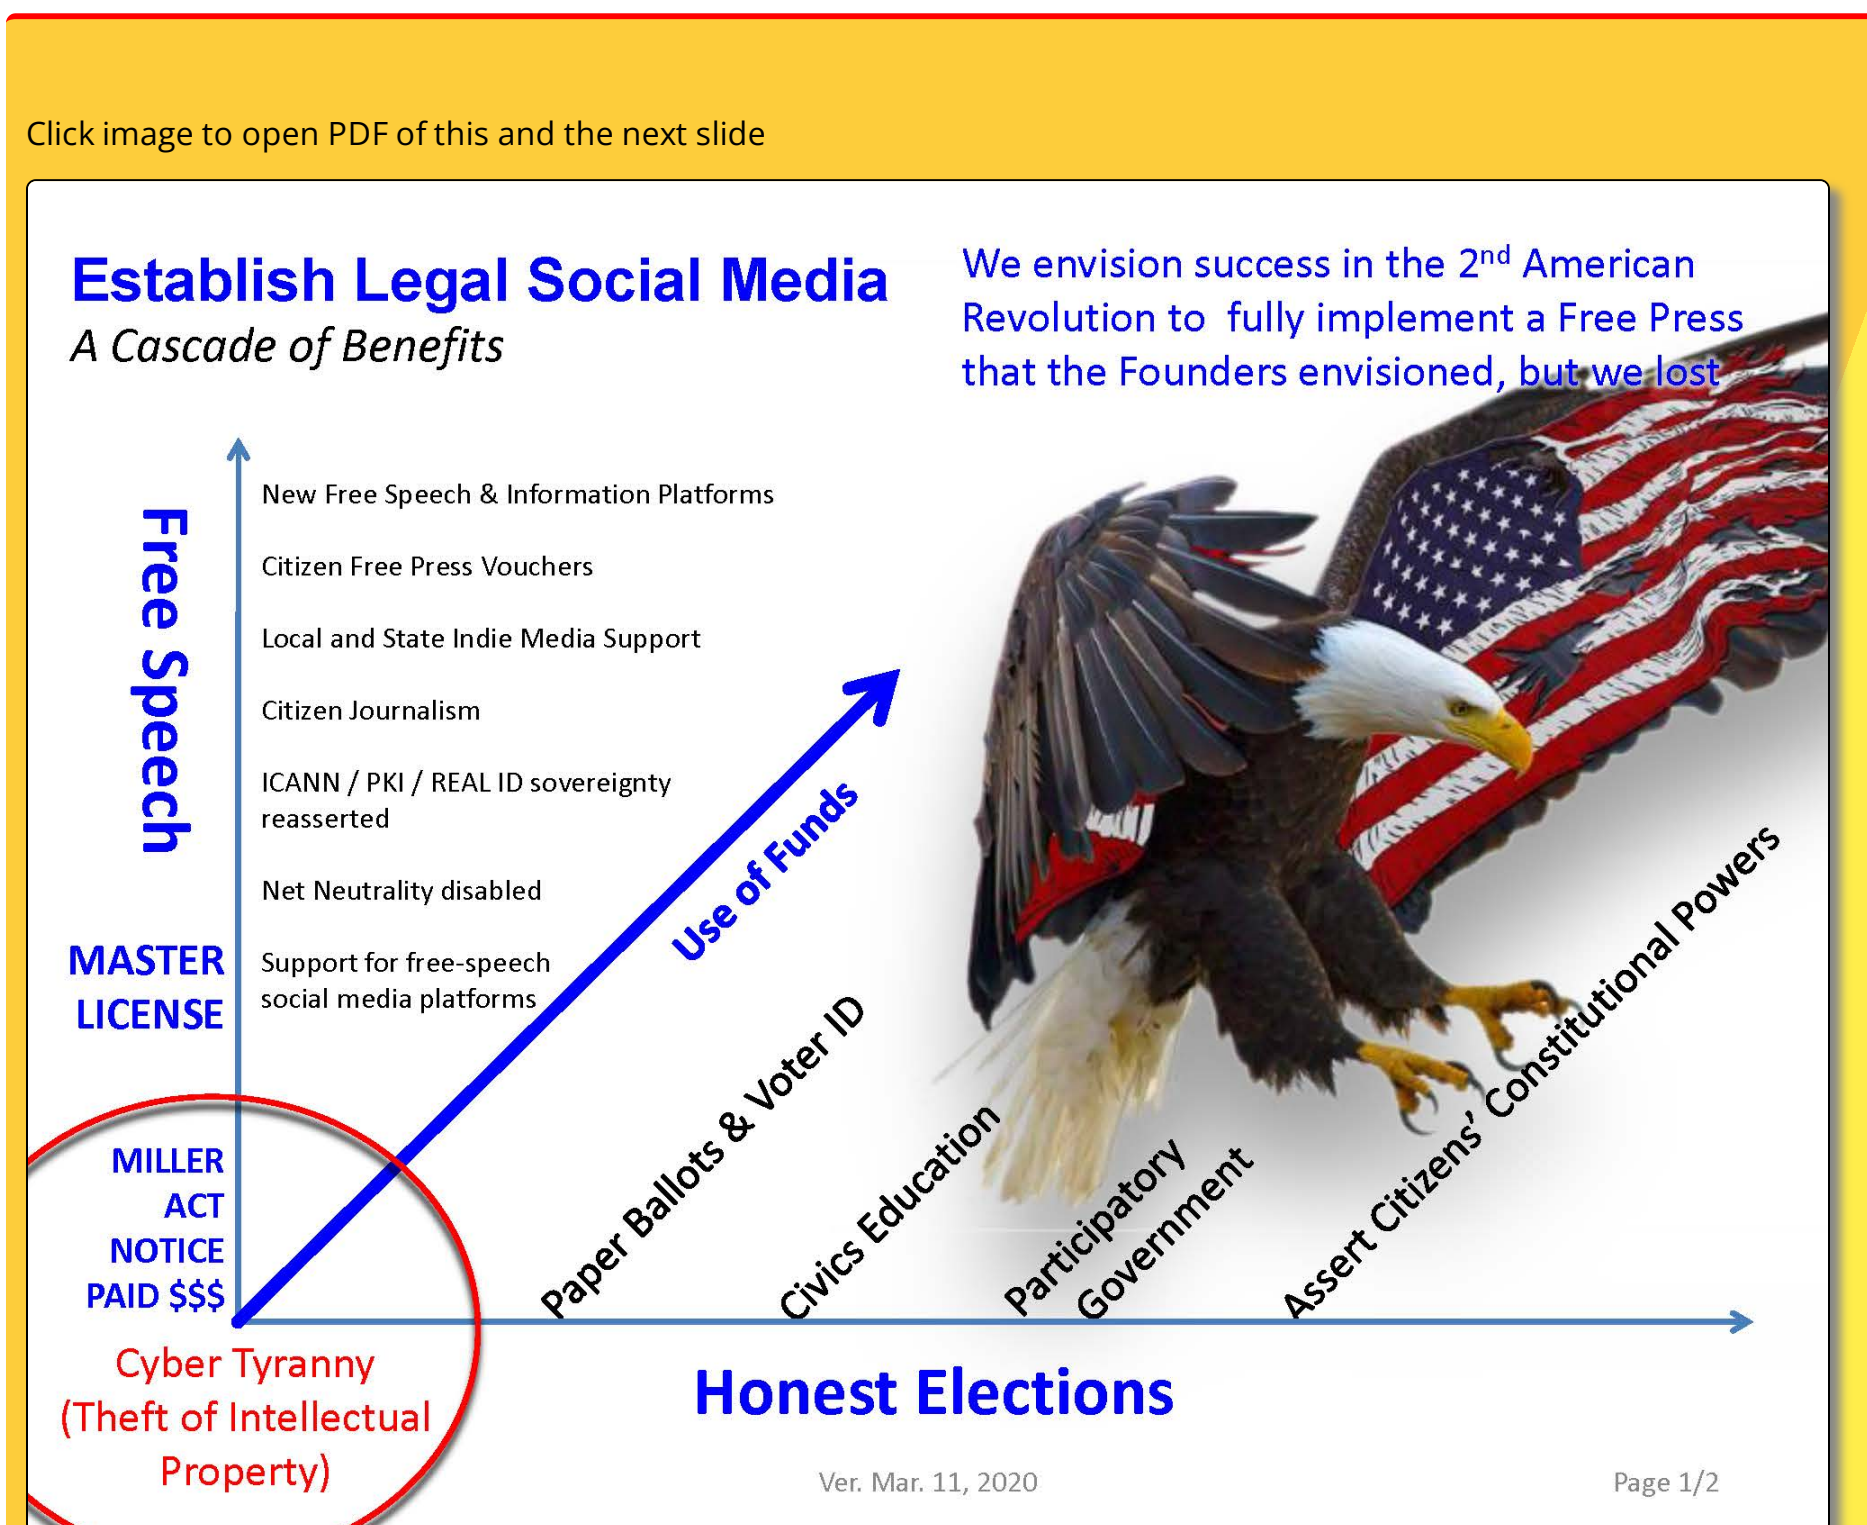 Click image to open PDF of this and the next slide
Establish Legal Social Media
A Cascade of Benefits
We envision success in the 2nd American
Revolution to fully implement a Free Press
that the Founders envisioned, but we lost
Free Speech
New Free Speech & Information Platforms
Citizen Free Press Vouchers
Local and State Indie Media Support
Citizen Journalism
ICANN / PKI / REAL ID sovereignty
reasserted
Net Neutrality disabled
Support for free-speech
social media platforms
MASTER
LICENSE
MILLER
ACT
NOTICE
PAID $$$
Cyber Tyranny
(Theft of Intellectual
Property)
Use of Funds
Paper Ballots & Voter ID
Civics Education
Participatory
Government
Assert Citizens' Constitutional Powers
Honest Elections
Ver. Mar. 11, 2020
Page 1/2